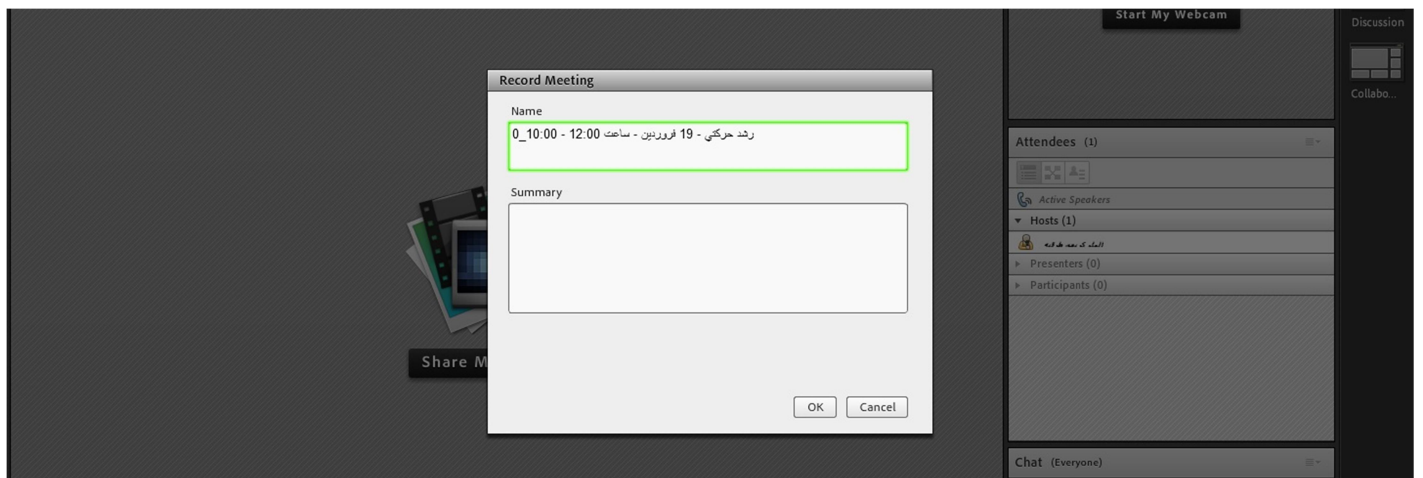 Start My Webcam
Discussion
Collabo...
Record Meeting
Name
رشد حركتي - 19 فروردين - ساعت 12:00 - 10:00_0
Summary
OK
Cancel
Share M
Attendees (1)
Active Speakers
Hosts (1)
Presenters (0)
Participants (0)
Chat (Everyone)